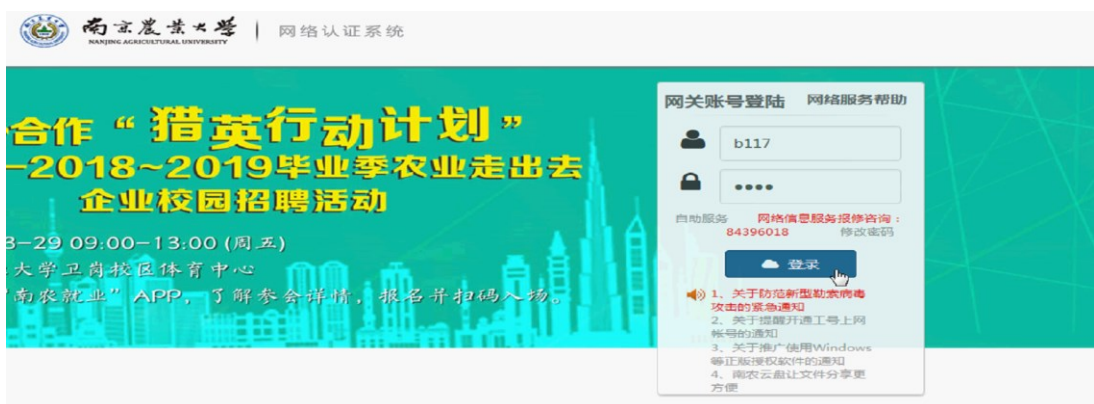 南京农业大学 | 网络认证系统
NANJING AGRICULTURAL UNIVERSITY
合作“猎英行动计划”
—2018~2019毕业季农业走出去
企业校园招聘活动
3-29 09:00-13:00 (周五)
大学卫岗校区体育中心
“南农就业”APP，了解参会详情，报名并扫码入场。
网关账号登陆 网络服务帮助
b117
••••
自助服务 网络信息服务报修咨询：
84396018 修改密码
登录
1、关于防范新型勒索病毒
攻击的紧急通知
2、关于提醒开通工号上网
帐号的通知
3、关于推广使用Windows
等正版授权软件的通知
4、南农云盘让文件分享更
方便